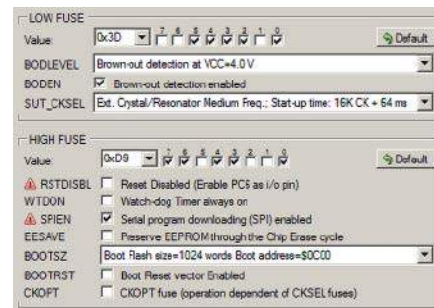 LOW FUSE
7 6 5 4 3 2 1 0
Value: 0x3D Default
BODLEVEL Brown-out detection at VCC=4.0 V
BODEN Brown-out detection enabled
SUT_CKSEL Ext. Crystal/Resonator Medium Freq.; Start-up time: 16K CK + 64 ms
HIGH FUSE
7 6 5 4 3 2 1 0
Value: 0xD9 Default
RSTDISBL Reset Disabled (Enable PC6 as i/o pin)
WTDON Watch-dog Timer always on
SPIEN Serial program downloading (SPI) enabled
EESAVE Preserve EEPROM through the Chip Erase cycle
BOOTSZ Boot Flash size=1024 words Boot address=$0C00
BOOTRST Boot Reset vector Enabled
CKOPT CKOPT fuse (operation dependent of CKSEL fuses)